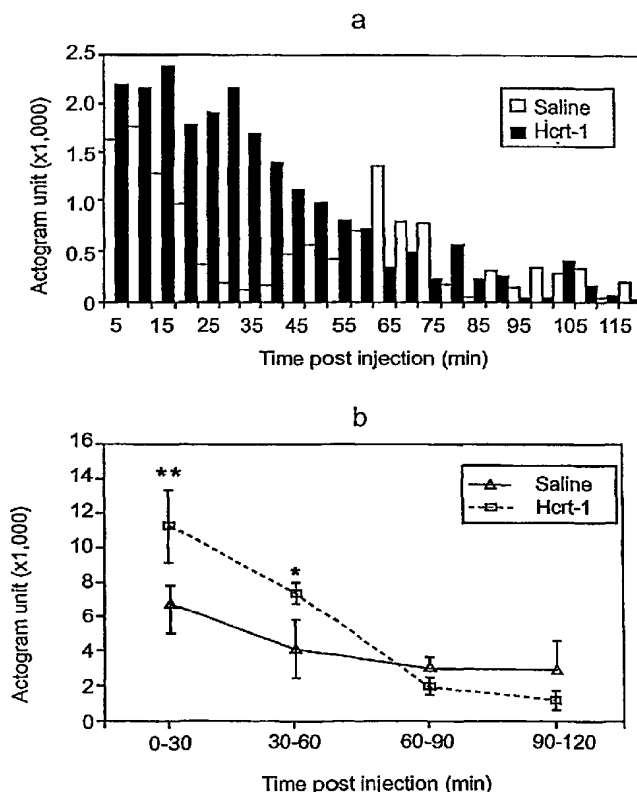 a
2.5
2.0
1.5
1.0
0.5
0
Actogram unit (x1,000)
Saline
Hcrt-1
5 15 25 35 45 55 65 75 85 95 105 115
Time post injection (min)
b
16
14
12
10
8
6
4
2
0
Actogram unit (x1,000)
**
*
Saline
Hcrt-1
0-30 30-60 60-90 90-120
Time post injection (min)